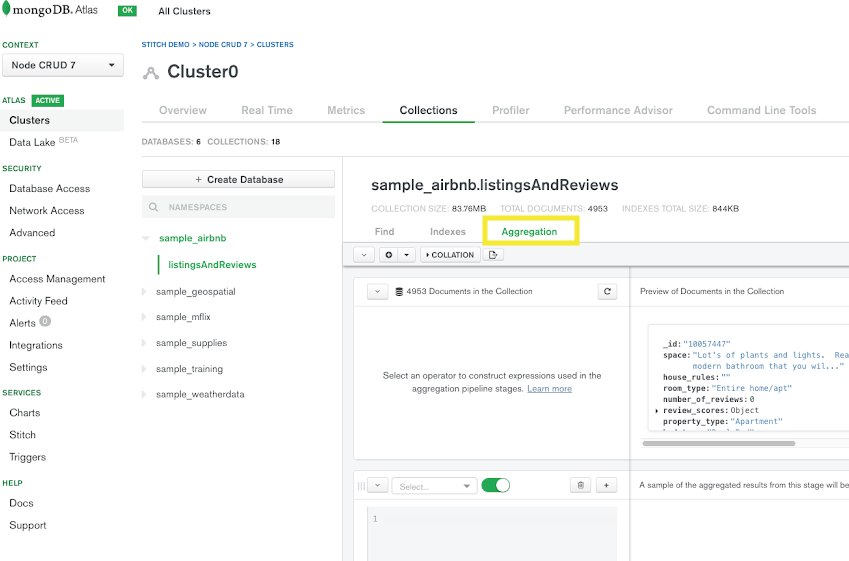 mongoDB. Atlas OK All Clusters
CONTEXT
Node CRUD 7
ATLAS ACTIVE
Clusters
Data Lake BETA
SECURITY
Database Access
Network Access
Advanced
PROJECT
Access Management
Activity Feed
Alerts 0
Integrations
Settings
SERVICES
Charts
Stitch
Triggers
HELP
Docs
Support
STITCH DEMO > NODE CRUD 7 > CLUSTERS
Cluster0
Overview Real Time Metrics Collections Profiler Performance Advisor Command Line Tools
DATABASES: 6 COLLECTIONS: 18
+ Create Database
NAMESPACES
sample_airbnb
listingsAndReviews
sample_geospatial
sample_mflix
sample_supplies
sample_training
sample_weatherdata
sample_airbnb.listingsAndReviews
COLLECTION SIZE: 83.76MB TOTAL DOCUMENTS: 4953 INDEXES TOTAL SIZE: 844KB
Find Indexes Aggregation
COLLATION
4953 Documents in the Collection
Select an operator to construct expressions used in the
aggregation pipeline stages. Learn more
Preview of Documents in the Collection
_id:"10057447"
space:"Lot's of plants and lights. Rea
modern bathroom that you wil..."
house_rules:""
room_type:"Entire home/apt"
number_of_reviews:0
review_scores:Object
property_type:"Apartment"
Select...
A sample of the aggregated results from this stage will be
1